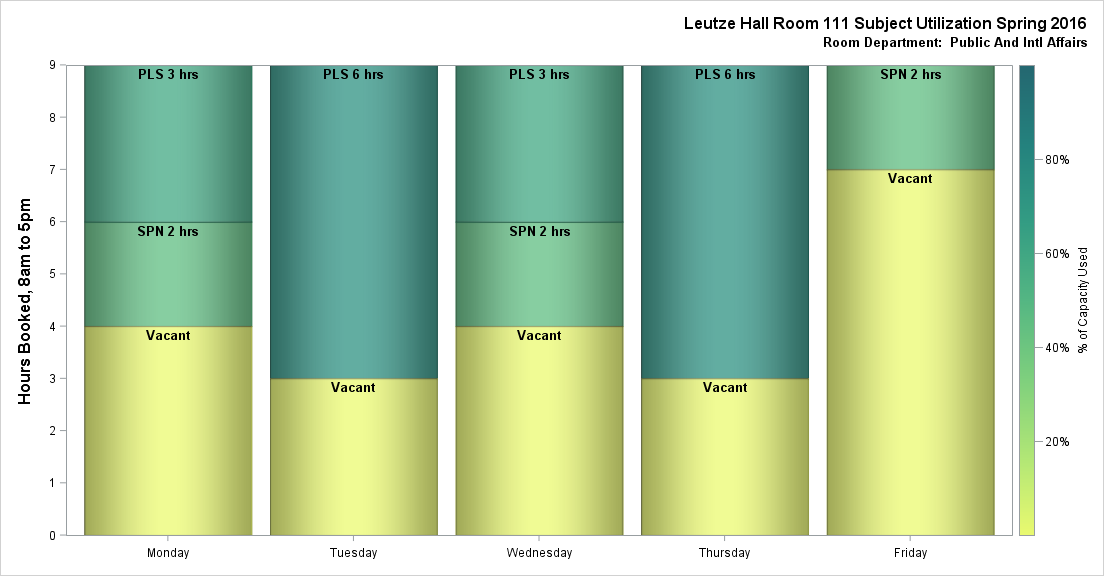 Leutze Hall Room 111 Subject Utilization Spring 2016
Room Department:  Public And Intl Affairs
Hours Booked, 8am to 5pm
9
8
7
6
5
4
3
2
1
0
PLS 3 hrs
SPN 2 hrs
Vacant
PLS 6 hrs
Vacant
PLS 3 hrs
SPN 2 hrs
Vacant
PLS 6 hrs
Vacant
SPN 2 hrs
Vacant
Monday
Tuesday
Wednesday
Thursday
Friday
80%
60%
40%
20%
% of Capacity Used